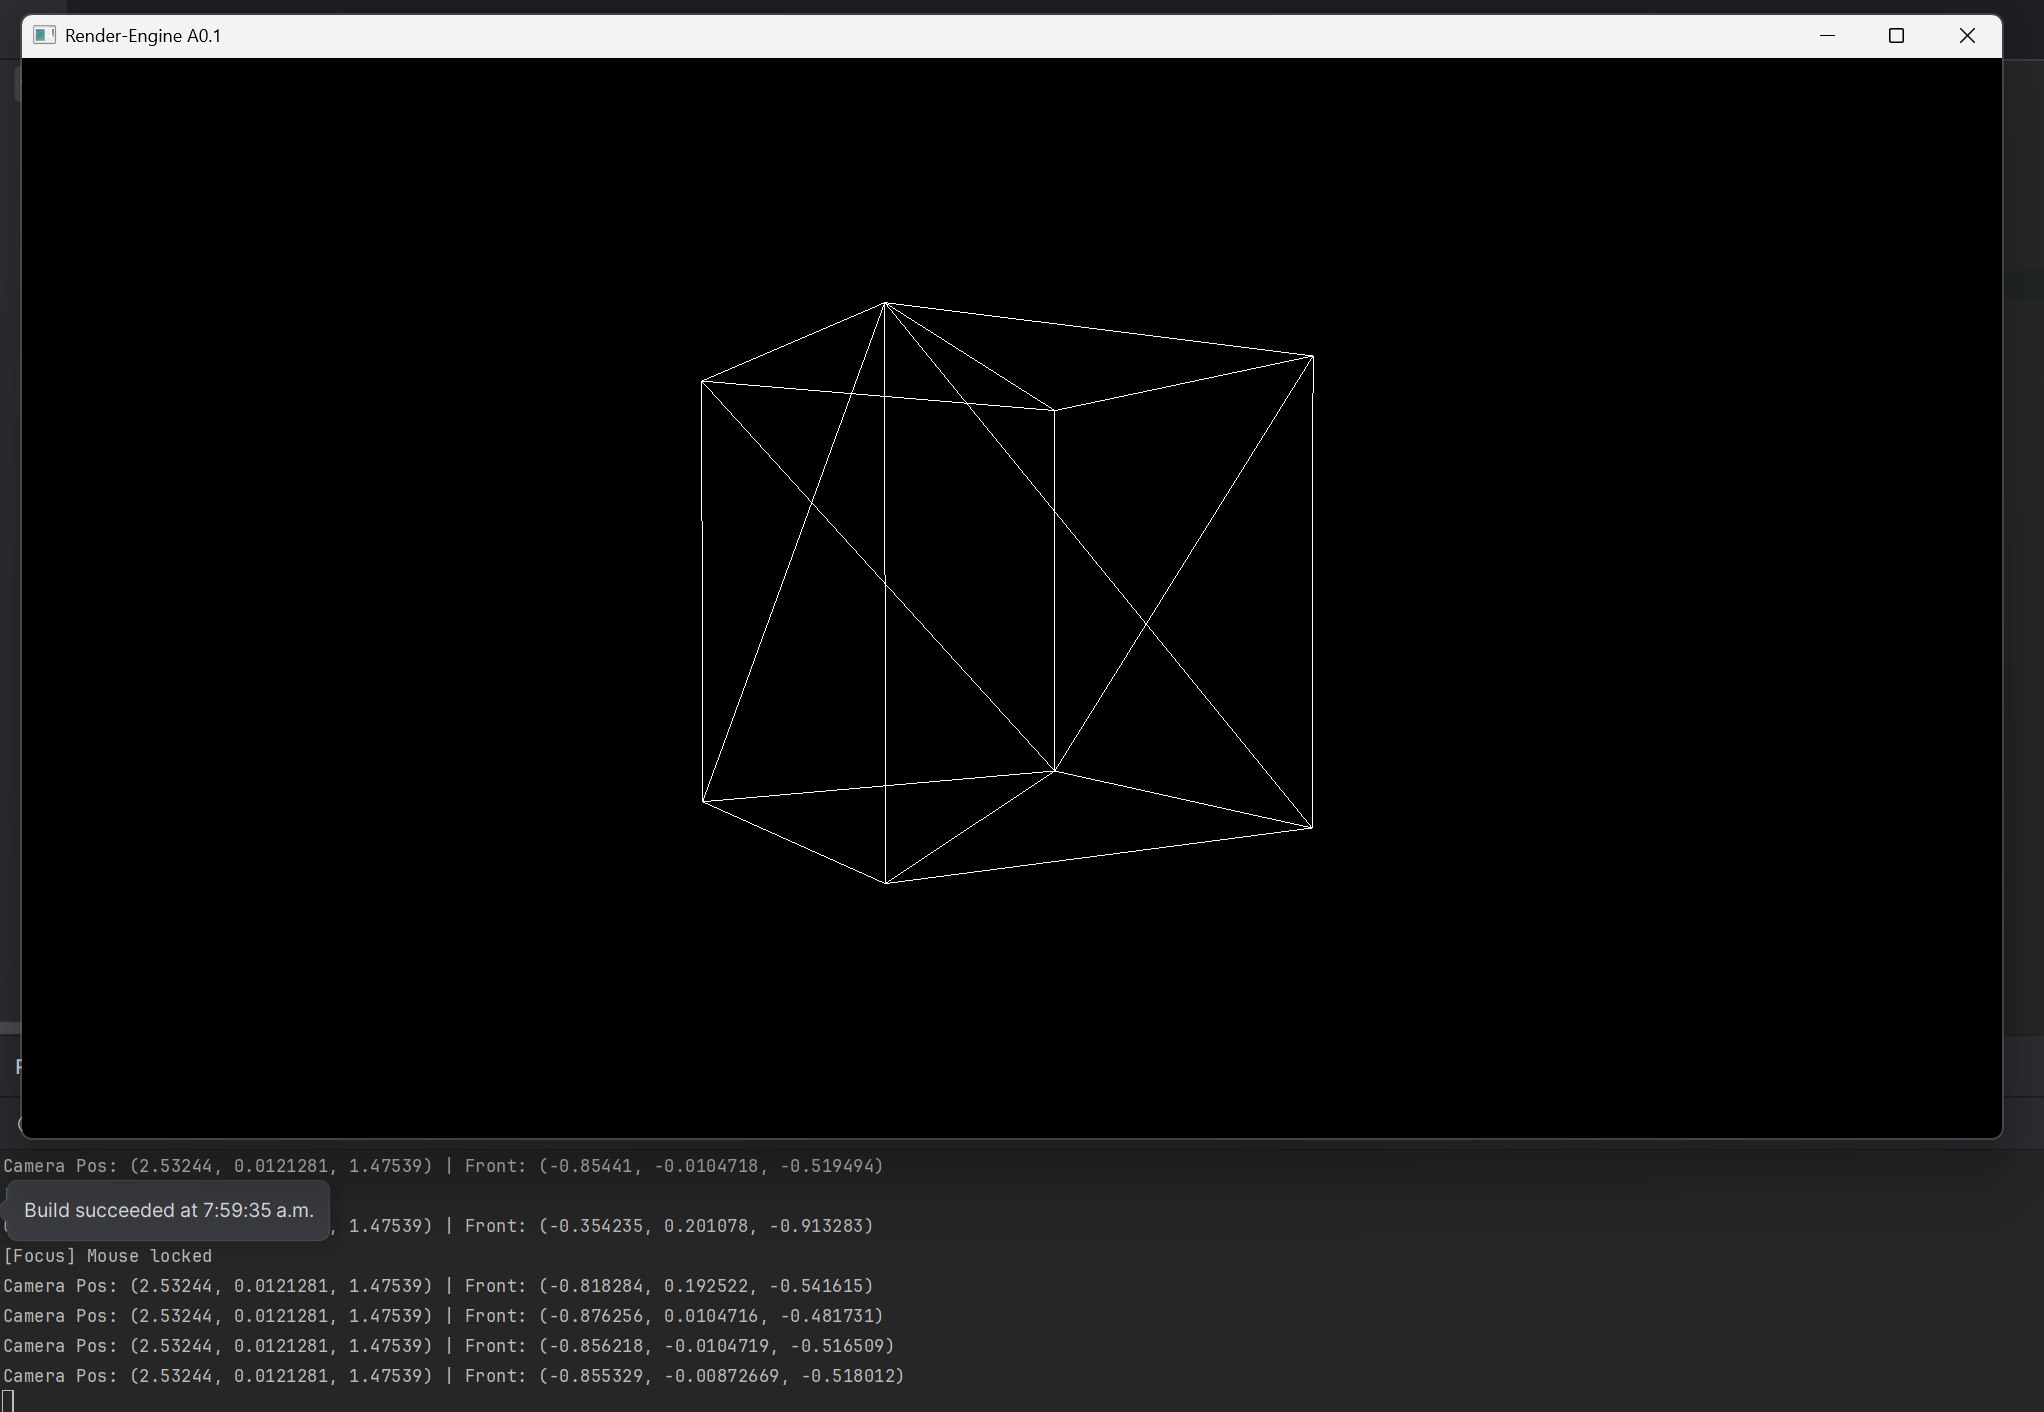 Render-Engine A0.1
Camera Pos: (2.53244, 0.0121281, 1.47539) | Front: (-0.85441, -0.0104718, -0.519494)
Build succeeded at 7:59:35 a.m.
, 1.47539) | Front: (-0.354235, 0.201078, -0.913283)
[Focus] Mouse locked
Camera Pos: (2.53244, 0.0121281, 1.47539) | Front: (-0.818284, 0.192522, -0.541615)
Camera Pos: (2.53244, 0.0121281, 1.47539) | Front: (-0.876256, 0.0104716, -0.481731)
Camera Pos: (2.53244, 0.0121281, 1.47539) | Front: (-0.856218, -0.0104719, -0.516509)
Camera Pos: (2.53244, 0.0121281, 1.47539) | Front: (-0.855329, -0.00872669, -0.518012)